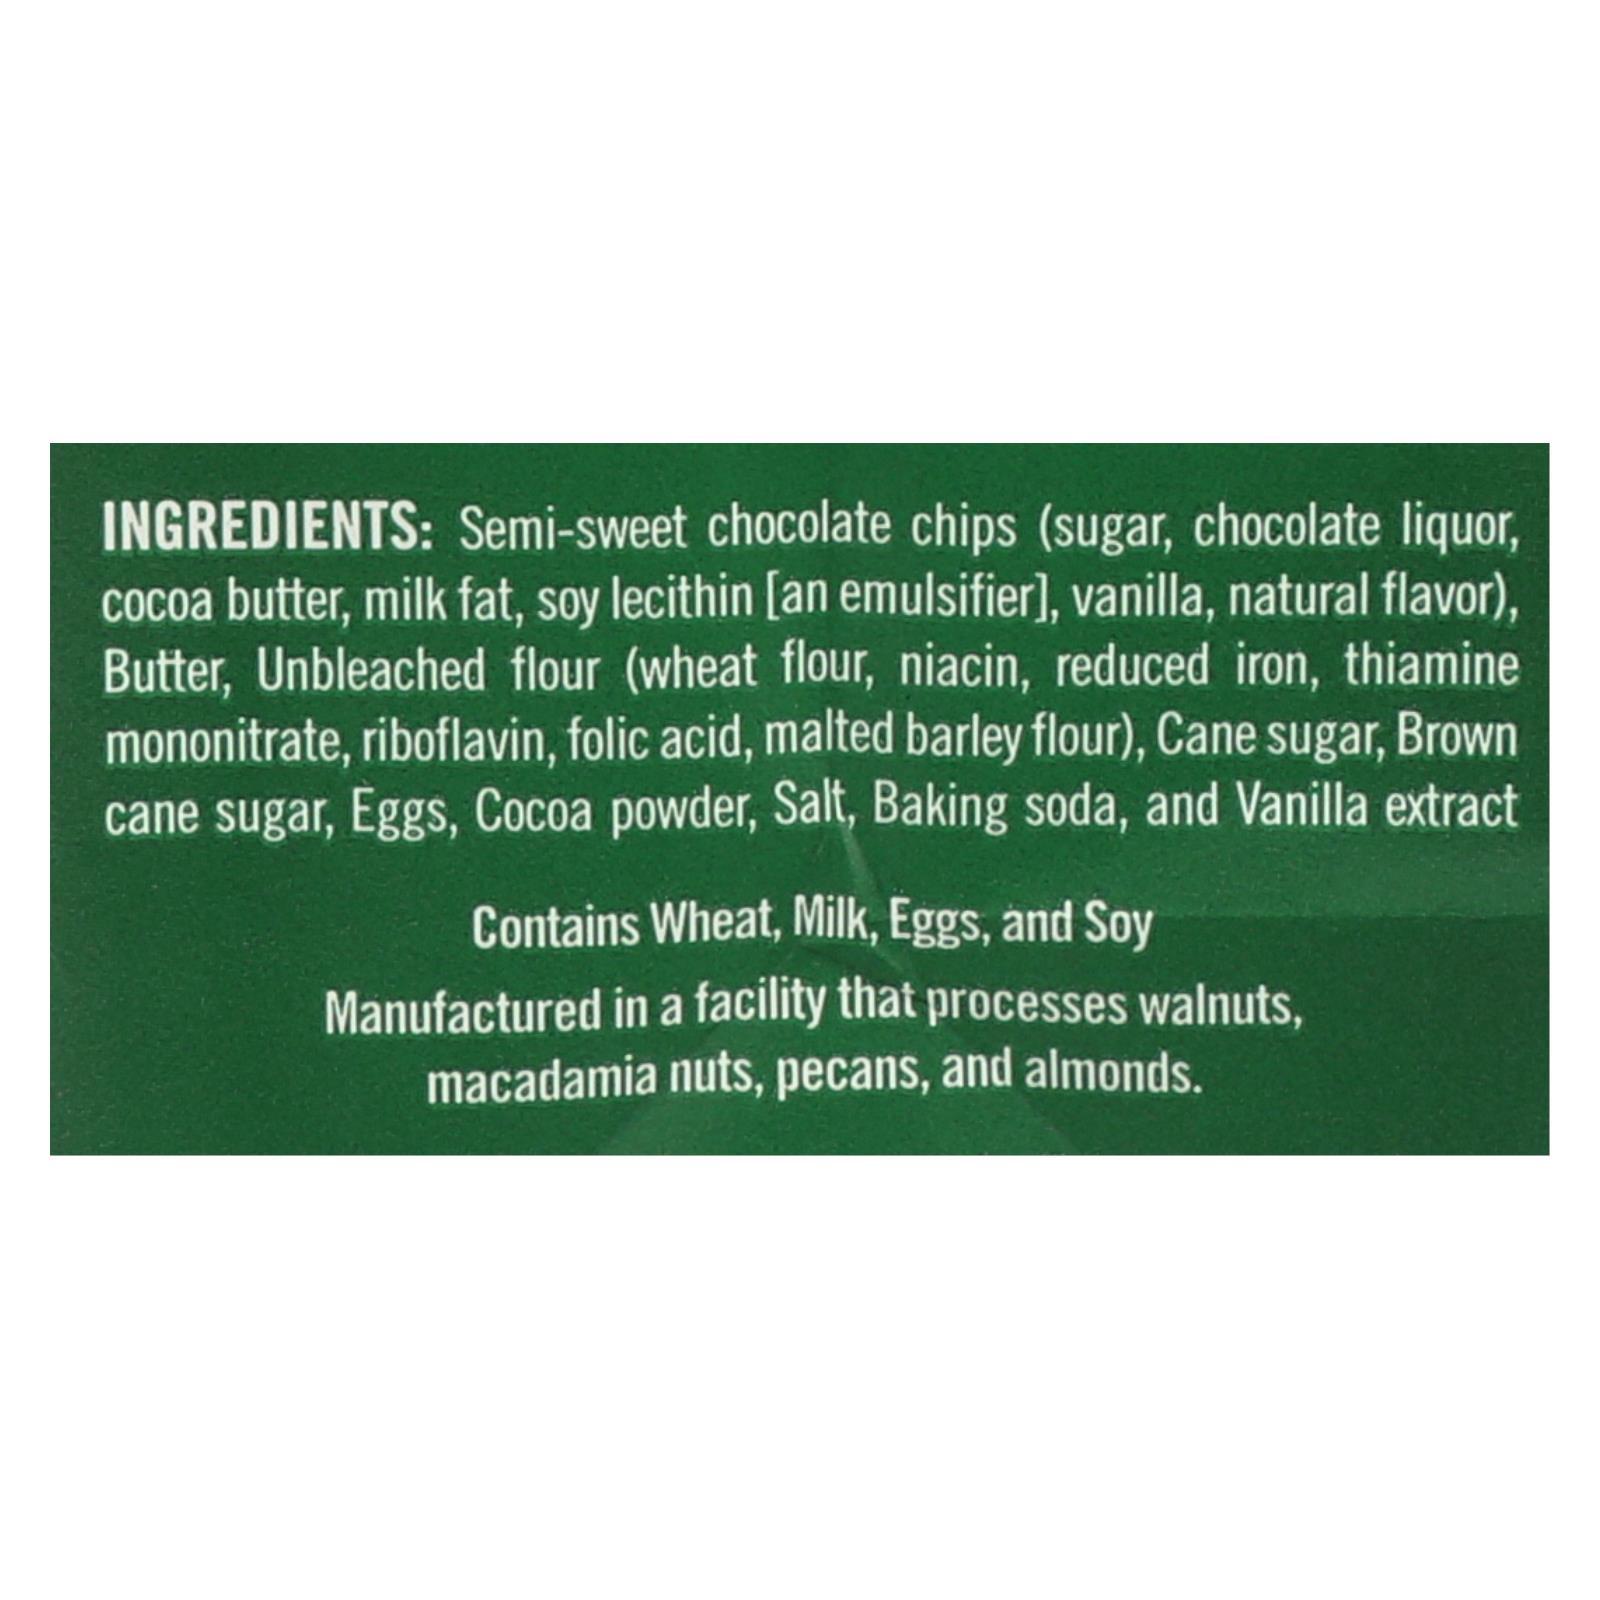 INGREDIENTS: Semi-sweet chocolate chips (sugar, chocolate liquor,
cocoa butter, milk fat, soy lecithin [an emulsifier], vanilla, natural flavor),
Butter, Unbleached flour (wheat flour, niacin, reduced iron, thiamine
mononitrate, riboflavin, folic acid, malted barley flour), Cane sugar, Brown
cane sugar, Eggs, Cocoa powder, Salt, Baking soda, and Vanilla extract
Contains Wheat, Milk, Eggs, and Soy
Manufactured in a facility that processes walnuts,
macadamia nuts, pecans, and almonds.